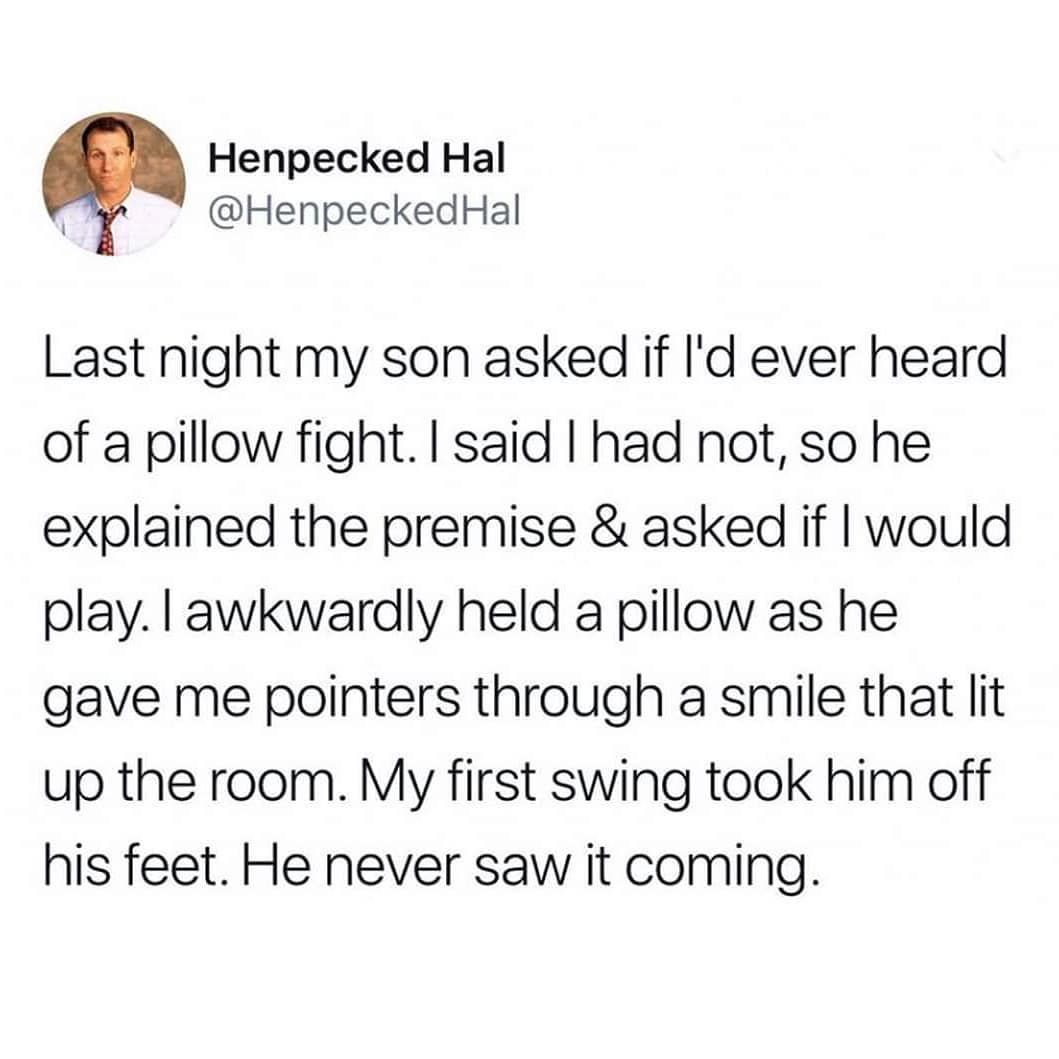 Henpecked Hal
@HenpeckedHal
Last night my son asked if I'd ever heard
of a pillow fight. I said I had not, so he
explained the premise & asked if I would
play. I awkwardly held a pillow as he
gave me pointers through a smile that lit
up the room. My first swing took him off
his feet. He never saw it coming.